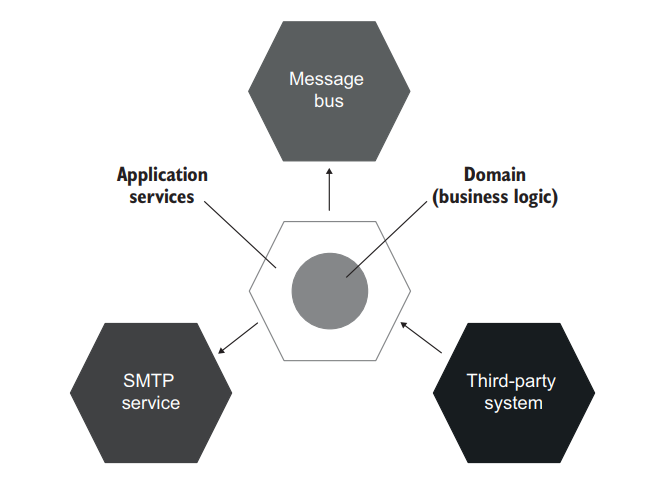 Message
bus
Application
services
Domain
(business logic)
SMTP
service
Third-party
system